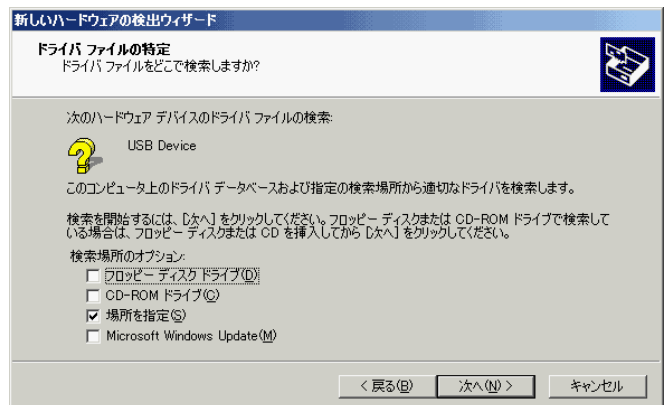 新しいハードウェアの検出ウィザード
ドライバ ファイルの特定
ドライバ ファイルをどこで検索しますか?
次のハードウェア デバイスのドライバ ファイルの検索:
USB Device
このコンピュータ上のドライバ データベースおよび指定の検索場所から適切なドライバを検索します。
検索を開始するには、[次へ] をクリックしてください。フロッピー ディスクまたは CD-ROM ドライブで検索して
いる場合は、フロッピー ディスクまたは CD を挿入してから [次へ] をクリックしてください。
検索場所のオプション:
フロッピー ディスク ドライブ(D)
CD-ROM ドライブ(C)
場所を指定(S)
Microsoft Windows Update(M)
< 戻る(B) 次へ(N) > キャンセル